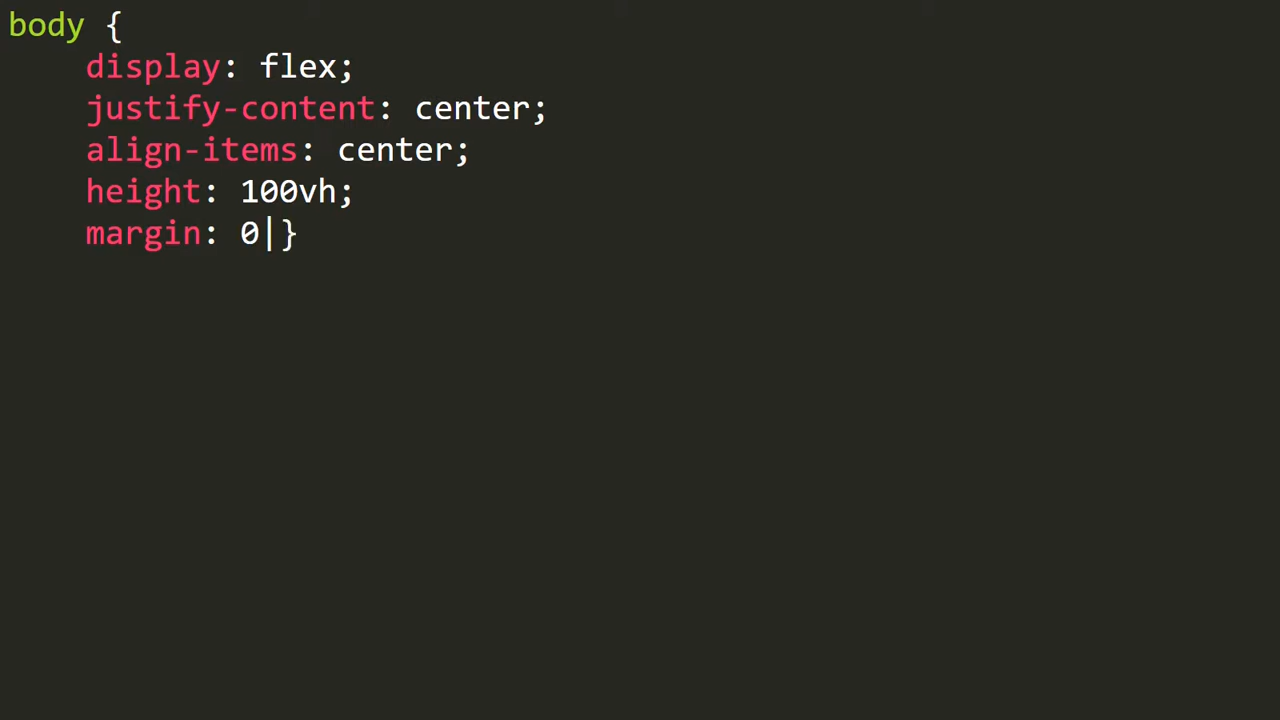 body {
    display: flex;
    justify-content: center;
    align-items: center;
    height: 100vh;
    margin: 0|}